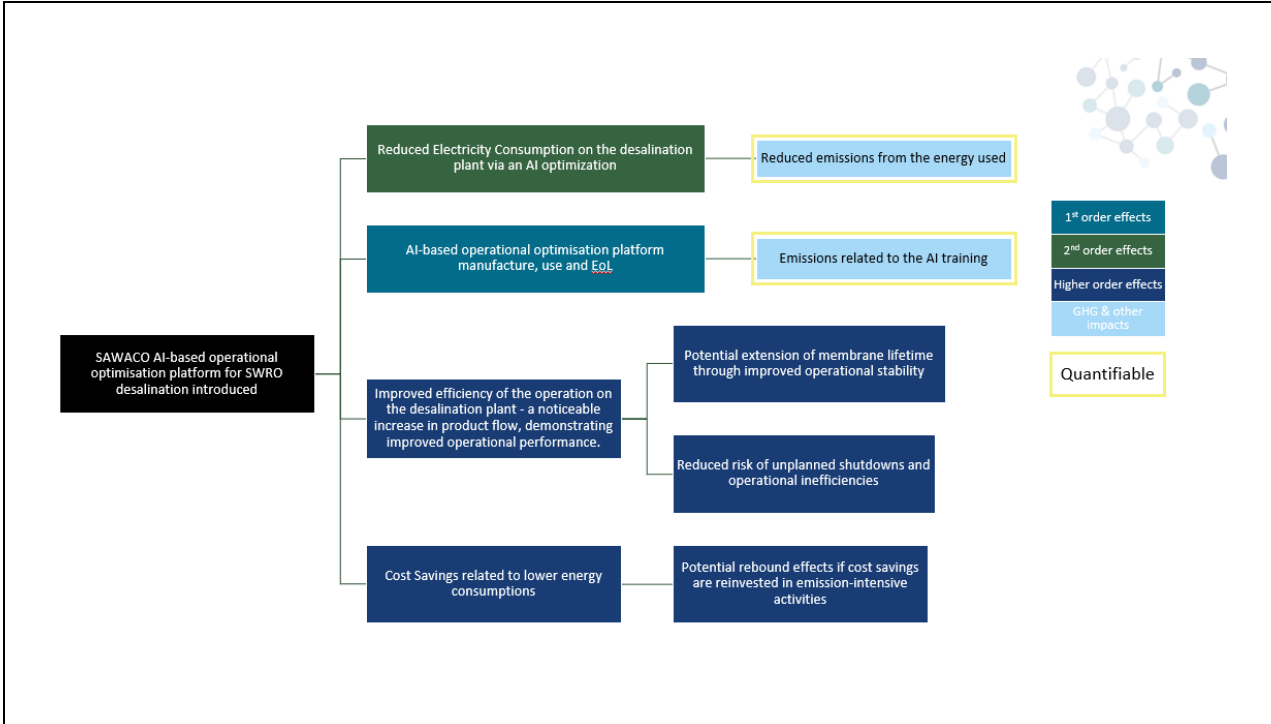 Reduced Electricity Consumption on the desalination
plant via an AI optimization
Reduced emissions from the energy used
AI-based operational optimisation platform
manufacture, use and EoL
Emissions related to the AI training
SAWACO AI-based operational
optimisation platform for SWRO
desalination introduced
Improved efficiency of the operation on
the desalination plant - a noticeable
increase in product flow, demonstrating
improved operational performance.
Potential extension of membrane lifetime
through improved operational stability
Reduced risk of unplanned shutdowns and
operational inefficiencies
Cost Savings related to lower energy
consumptions
Potential rebound effects if cost savings
are reinvested in emission-intensive
activities
1st order effects
2nd order effects
Higher order effects
GHG & other
impacts
Quantifiable